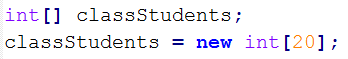 int[] classStudents;
classStudents = new int[20];